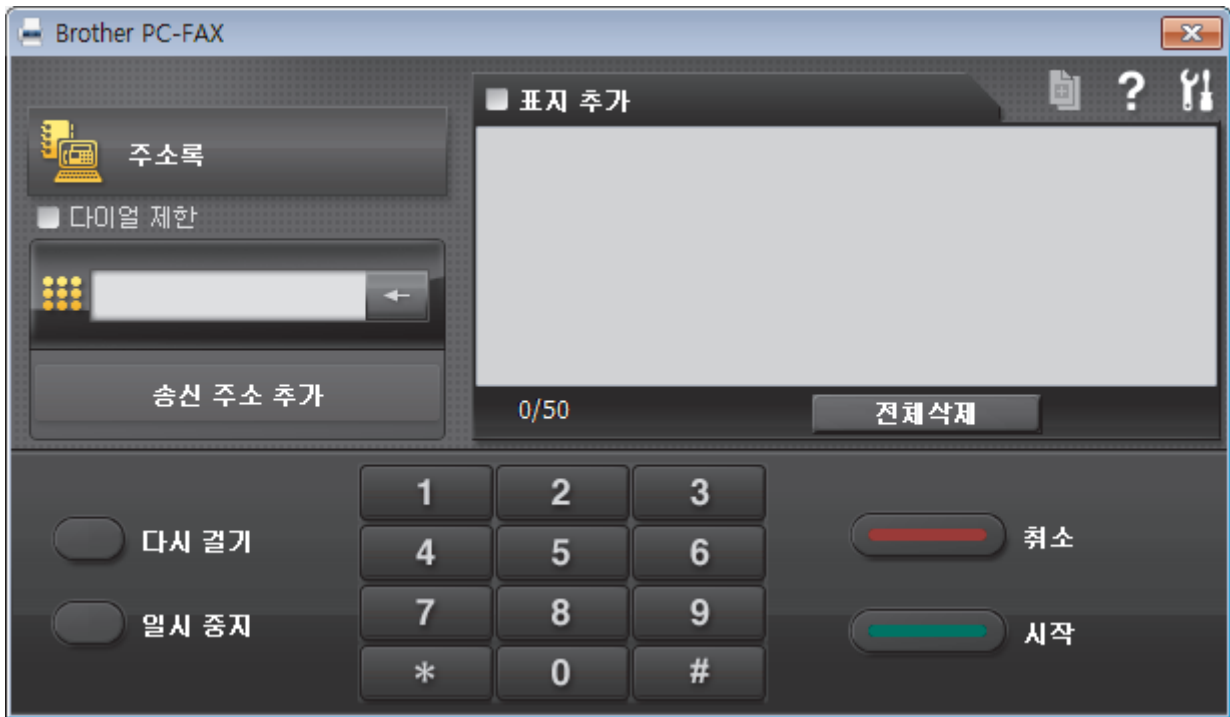 Brother PC-FAX
표지 추가
?
주소록
다이얼 제한
송신 주소 추가
0/50
전체삭제
1 2 3
4 5 6
7 8 9
* 0 #
다시 걸기
일시 중지
취소
시작